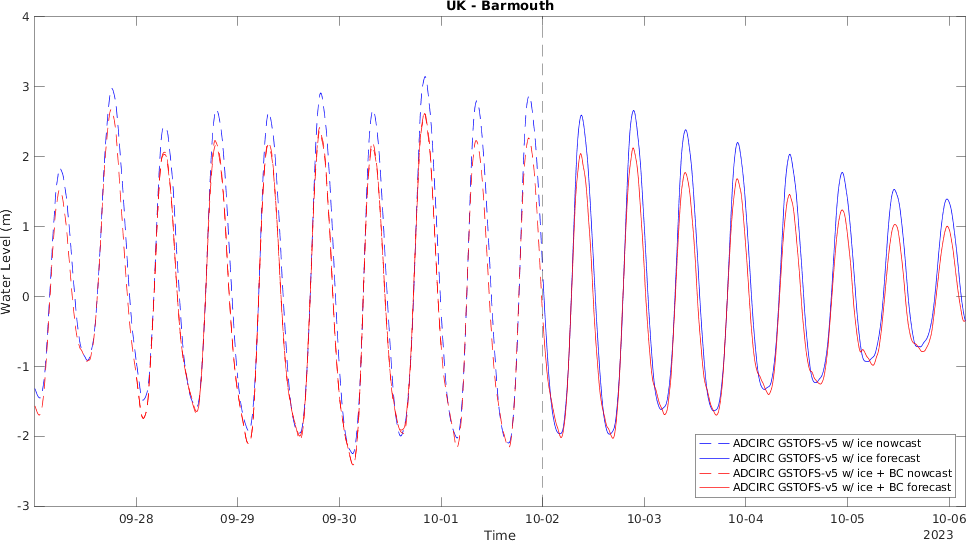 UK - Barmouth
4
3
2
1
0
-1
-2
-3
Water Level (m)
09-28 09-29 09-30 10-01 10-02 10-03 10-04 10-05 10-06
Time
2023
ADCIRC GSTOFS-v5 w/ ice nowcast
ADCIRC GSTOFS-v5 w/ ice forecast
ADCIRC GSTOFS-v5 w/ ice + BC nowcast
ADCIRC GSTOFS-v5 w/ ice + BC forecast